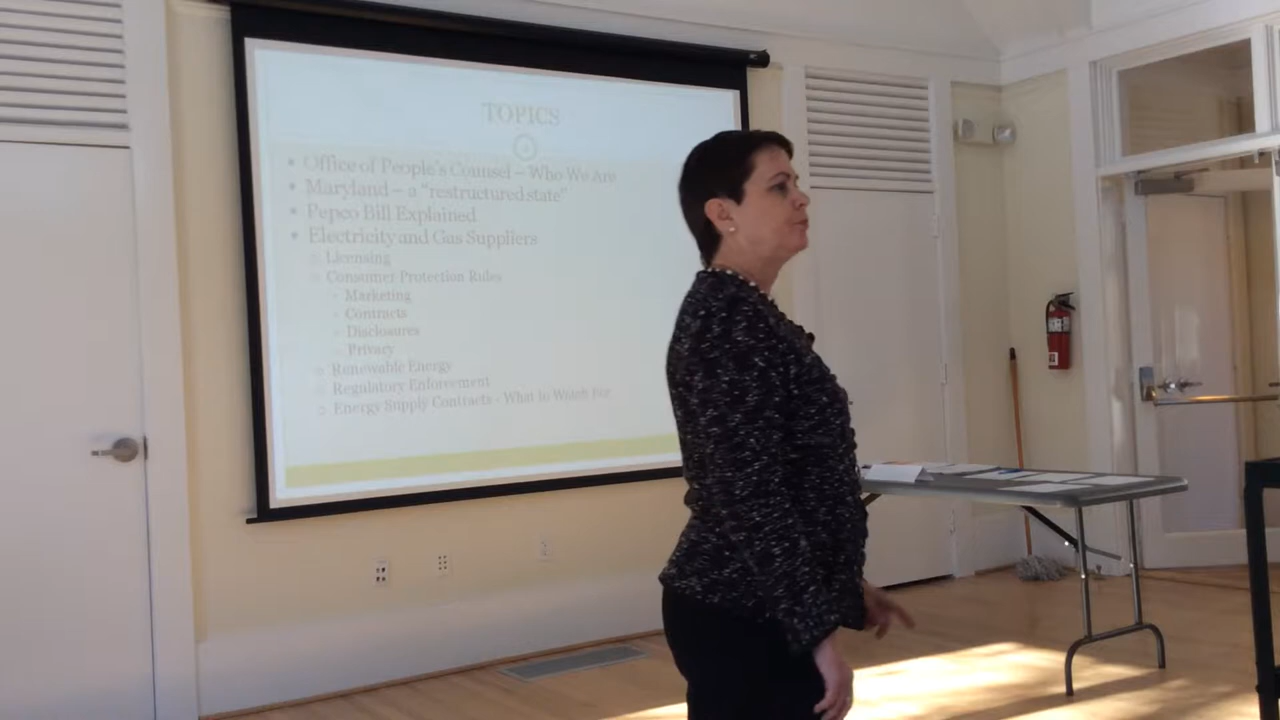 TOPICS
• Office of People's Counsel – Who We Are
• Maryland – a "restructured state"
• Pepco Bill Explained
• Electricity and Gas Suppliers
○ Licensing
○ Consumer Protection Rules
- Marketing
- Contracts
- Disclosures
- Privacy
○ Renewable Energy
○ Regulatory Enforcement
○ Energy Supply Contracts - What to Watch For